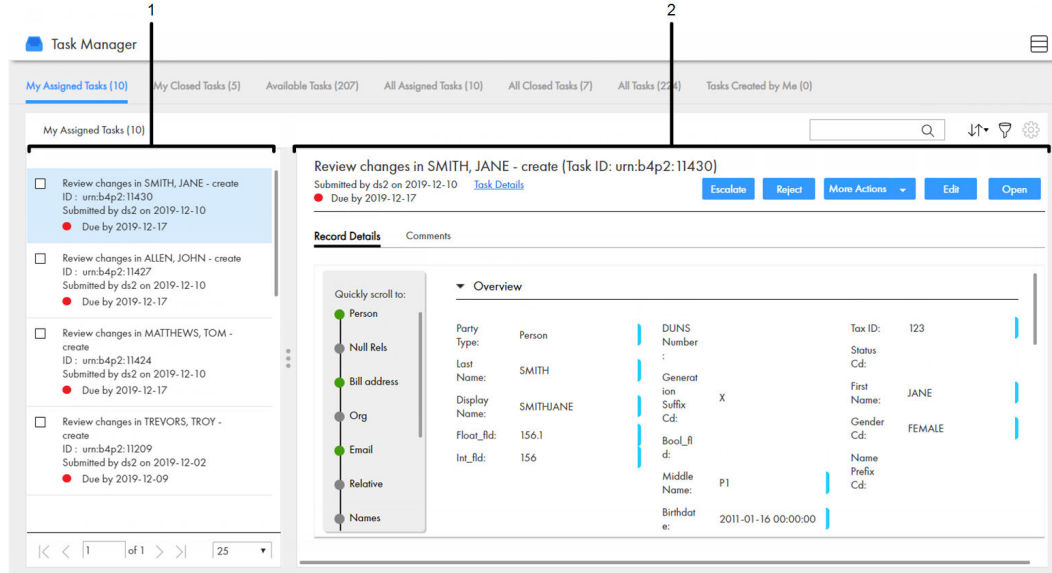 1 2
Task Manager
My Assigned Tasks (10) My Closed Tasks (5) Available Tasks (207) All Assigned Tasks (10) All Closed Tasks (7) All Tasks (224) Tasks Created by Me (0)
My Assigned Tasks (10)
Review changes in SMITH, JANE - create
ID : urn:b4p2:11430
Submitted by ds2 on 2019-12-10
Due by 2019-12-17
Review changes in ALLEN, JOHN - create
ID : urn:b4p2:11427
Submitted by ds2 on 2019-12-10
Due by 2019-12-17
Review changes in MATTHEWS, TOM -
create
ID : urn:b4p2:11424
Submitted by ds2 on 2019-12-10
Due by 2019-12-17
Review changes in TREVORS, TROY -
create
ID : urn:b4p2:11209
Submitted by ds2 on 2019-12-02
Due by 2019-12-09
1 of 1 25
Review changes in SMITH, JANE - create (Task ID: urn:b4p2:11430)
Submitted by ds2 on 2019-12-10 Task Details
Due by 2019-12-17
Escalate Reject More Actions Edit Open
Record Details Comments
Quickly scroll to:
Person
Null Rels
Bill address
Org
Email
Relative
Names
Overview
Party
Type:
Person
Last
Name:
SMITH
Display
Name:
SMITHJANE
Float_fld: 156.1
Int_fld: 156
DUNS
Number
:
Generat
ion
Suffix
Cd:
X
Bool_fl
d:
Middle
Name:
P1
Birthdat
e:
2011-01-16 00:00:00
Tax ID: 123
Status
Cd:
First
Name:
JANE
Gender
Cd:
FEMALE
Name
Prefix
Cd: